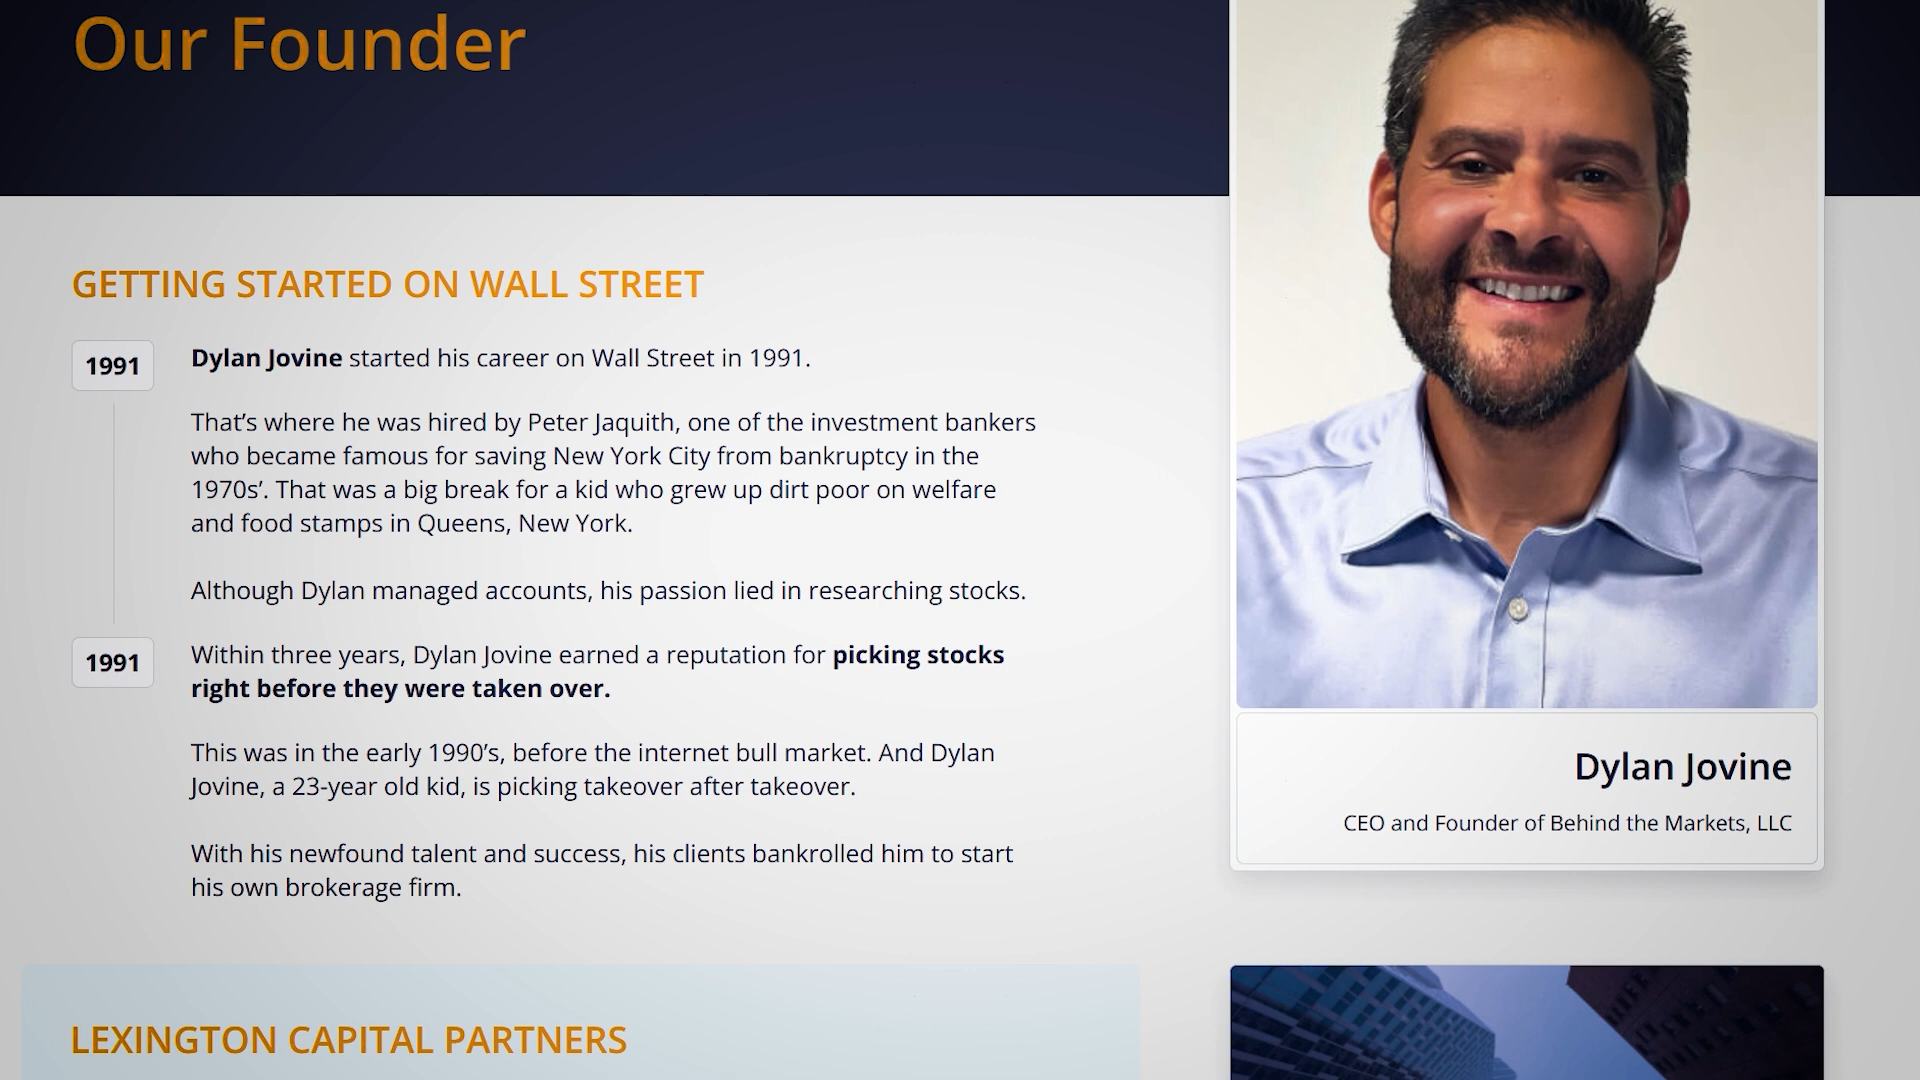 Our Founder
GETTING STARTED ON WALL STREET
1991
Dylan Jovine started his career on Wall Street in 1991.
That’s where he was hired by Peter Jaquith, one of the investment bankers
who became famous for saving New York City from bankruptcy in the
1970s’. That was a big break for a kid who grew up dirt poor on welfare
and food stamps in Queens, New York.
Although Dylan managed accounts, his passion lied in researching stocks.
1991
Within three years, Dylan Jovine earned a reputation for picking stocks
right before they were taken over.
This was in the early 1990’s, before the internet bull market. And Dylan
Jovine, a 23-year old kid, is picking takeover after takeover.
With his newfound talent and success, his clients bankrolled him to start
his own brokerage firm.
Dylan Jovine
CEO and Founder of Behind the Markets, LLC
LEXINGTON CAPITAL PARTNERS